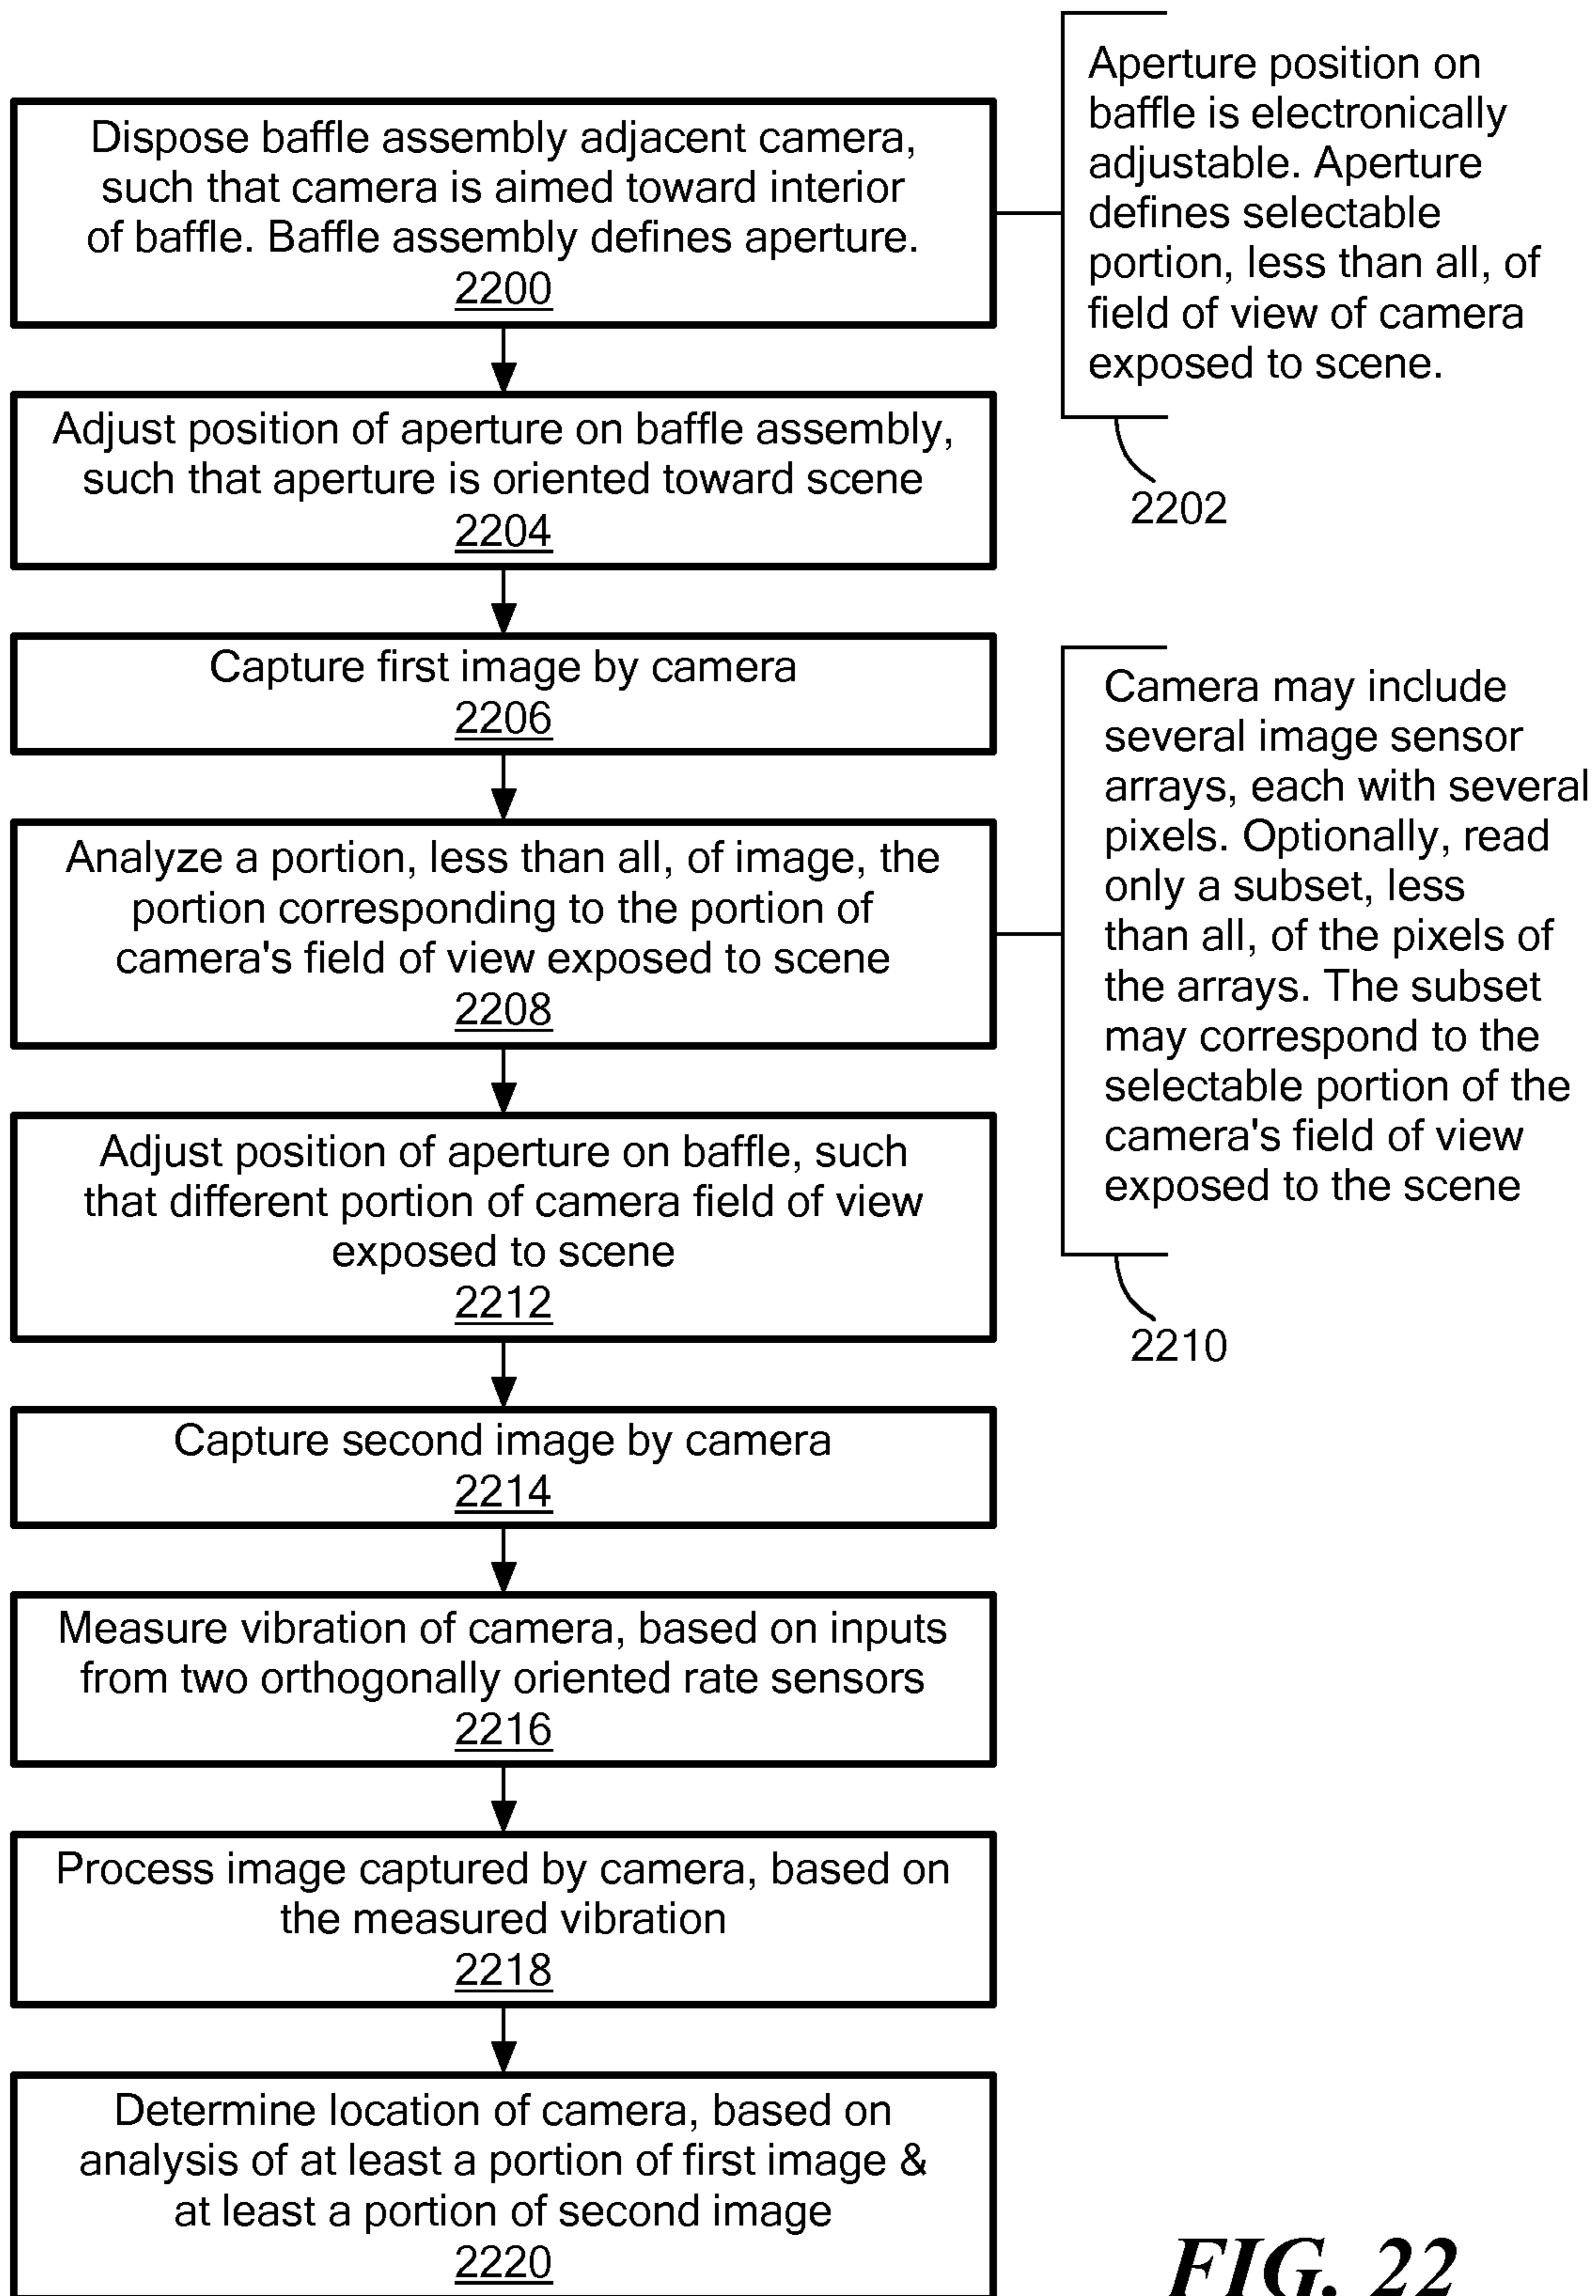 Dispose baffle assembly adjacent camera,
such that camera is aimed toward interior
of baffle. Baffle assembly defines aperture.
2200
Aperture position on
baffle is electronically
adjustable. Aperture
defines selectable
portion, less than all, of
field of view of camera
exposed to scene.
2202
Adjust position of aperture on baffle assembly,
such that aperture is oriented toward scene
2204
Capture first image by camera
2206
Analyze a portion, less than all, of image, the
portion corresponding to the portion of
camera's field of view exposed to scene
2208
Camera may include
several image sensor
arrays, each with several
pixels. Optionally, read
only a subset, less
than all, of the pixels of
the arrays. The subset
may correspond to the
selectable portion of the
camera's field of view
exposed to the scene
2210
Adjust position of aperture on baffle, such
that different portion of camera field of view
exposed to scene
2212
Capture second image by camera
2214
Measure vibration of camera, based on inputs
from two orthogonally oriented rate sensors
2216
Process image captured by camera, based on
the measured vibration
2218
Determine location of camera, based on
analysis of at least a portion of first image &
at least a portion of second image
2220
FIG. 22